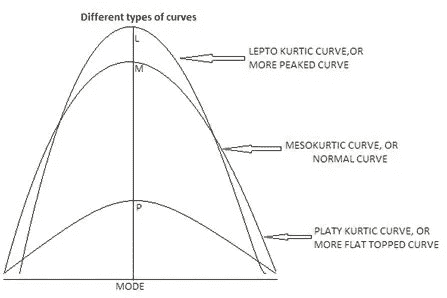 Different types of curves
L
LEPTO KURTIC CURVE,OR
MORE PEAKED CURVE
M
MESOKURTIC CURVE, OR
NORMAL CURVE
P
PLATY KURTIC CURVE, OR
MORE FLAT TOPPED CURVE
MODE